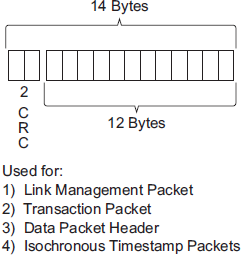 14 Bytes
2
C
R
C
12 Bytes
Used for:
1) Link Management Packet
2) Transaction Packet
3) Data Packet Header
4) Isochronous Timestamp Packets